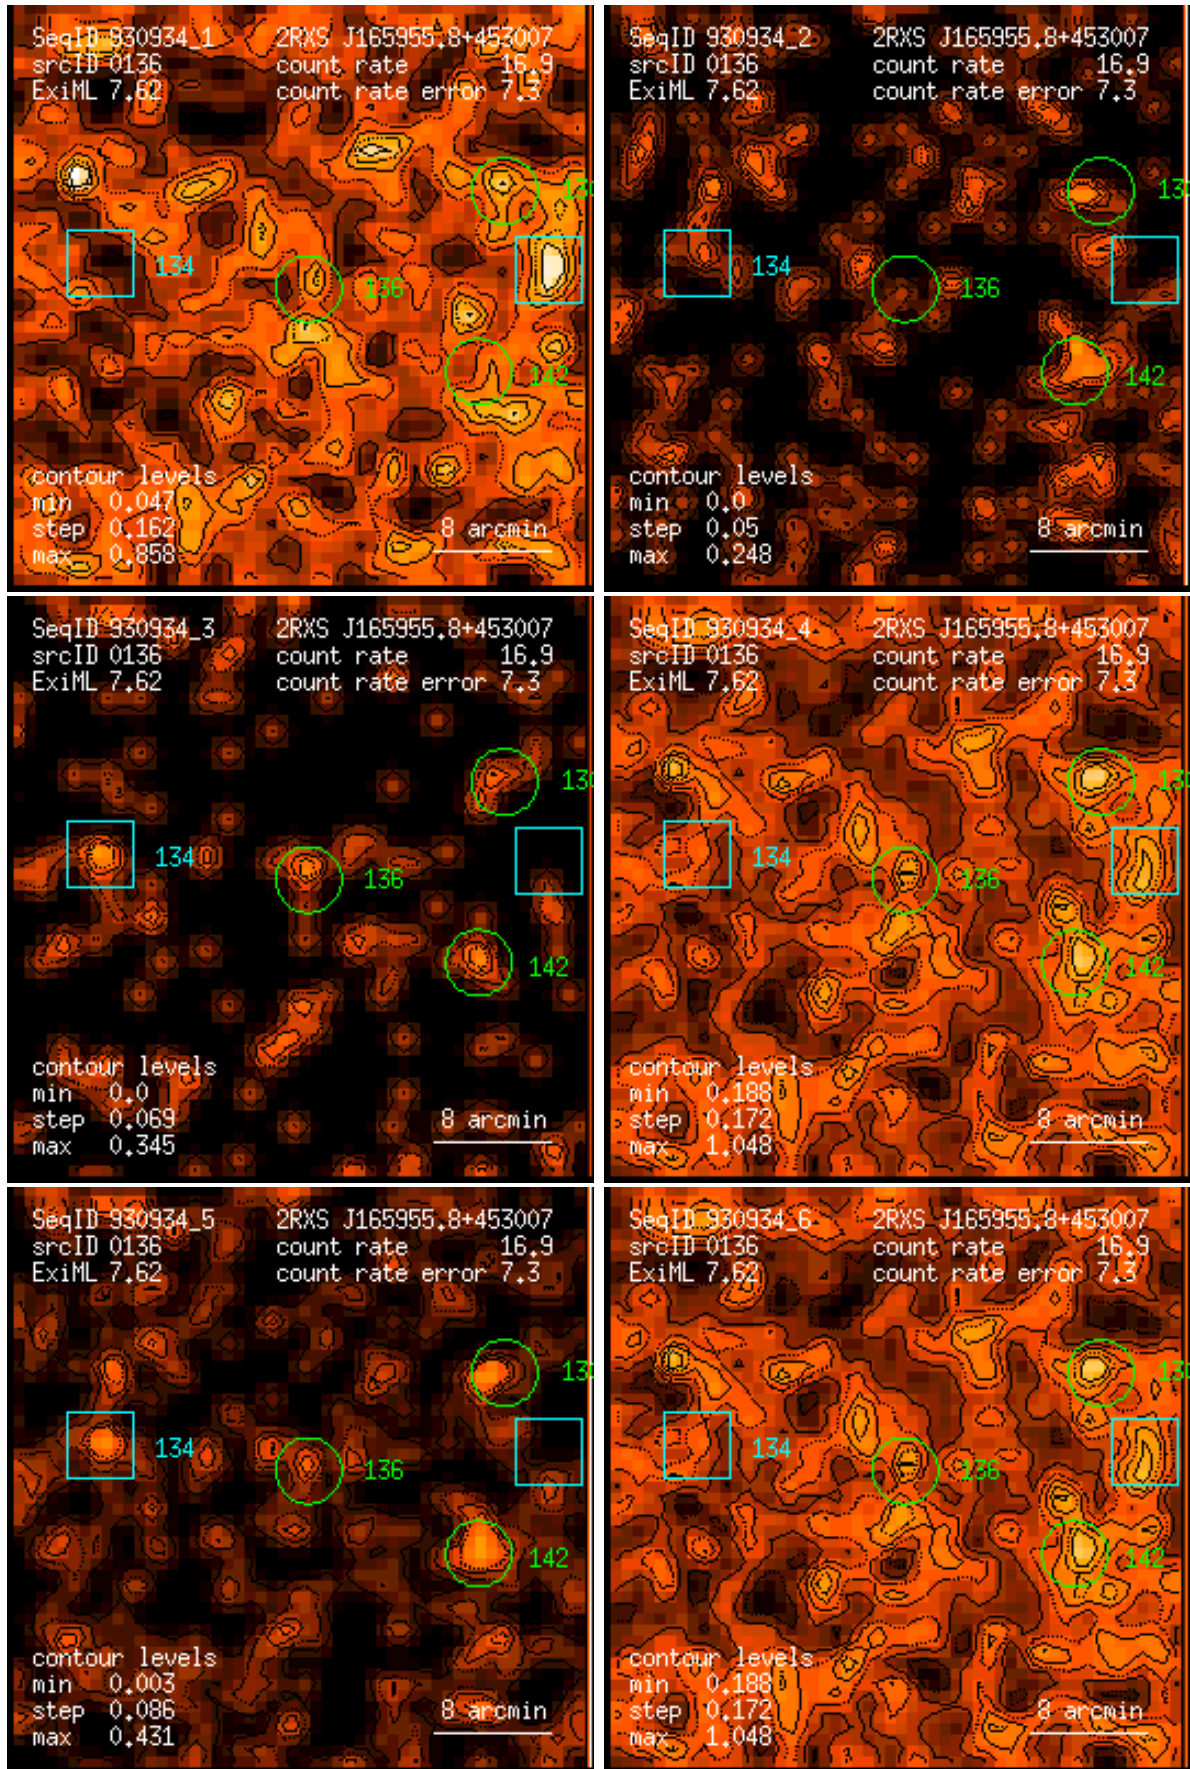 SeqID 930934_1 2RXS J165955.8+453007
srcID 0136 count rate 16.9
ExiML 7.62 count rate error 7.3
134
136
142
contour levels
min 0.047
step 0.162 8 arcmin
max 0.858
SeqID 930934_2 2RXS J165955.8+453007
srcID 0136 count rate 16.9
ExiML 7.62 count rate error 7.3
134
136
142
contour levels
min 0.0
step 0.05 8 arcmin
max 0.248
SeqID 930934_3 2RXS J165955.8+453007
srcID 0136 count rate 16.9
ExiML 7.62 count rate error 7.3
134
136
142
contour levels
min 0.0
step 0.069 8 arcmin
max 0.345
SeqID 930934_4 2RXS J165955.8+453007
srcID 0136 count rate 16.9
ExiML 7.62 count rate error 7.3
134
136
142
contour levels
min 0.188
step 0.172 8 arcmin
max 1.048
SeqID 930934_5 2RXS J165955.8+453007
srcID 0136 count rate 16.9
ExiML 7.62 count rate error 7.3
134
136
142
contour levels
min 0.003
step 0.086 8 arcmin
max 0.431
SeqID 930934_6 2RXS J165955.8+453007
srcID 0136 count rate 16.9
ExiML 7.62 count rate error 7.3
134
136
142
contour levels
min 0.188
step 0.172 8 arcmin
max 1.048